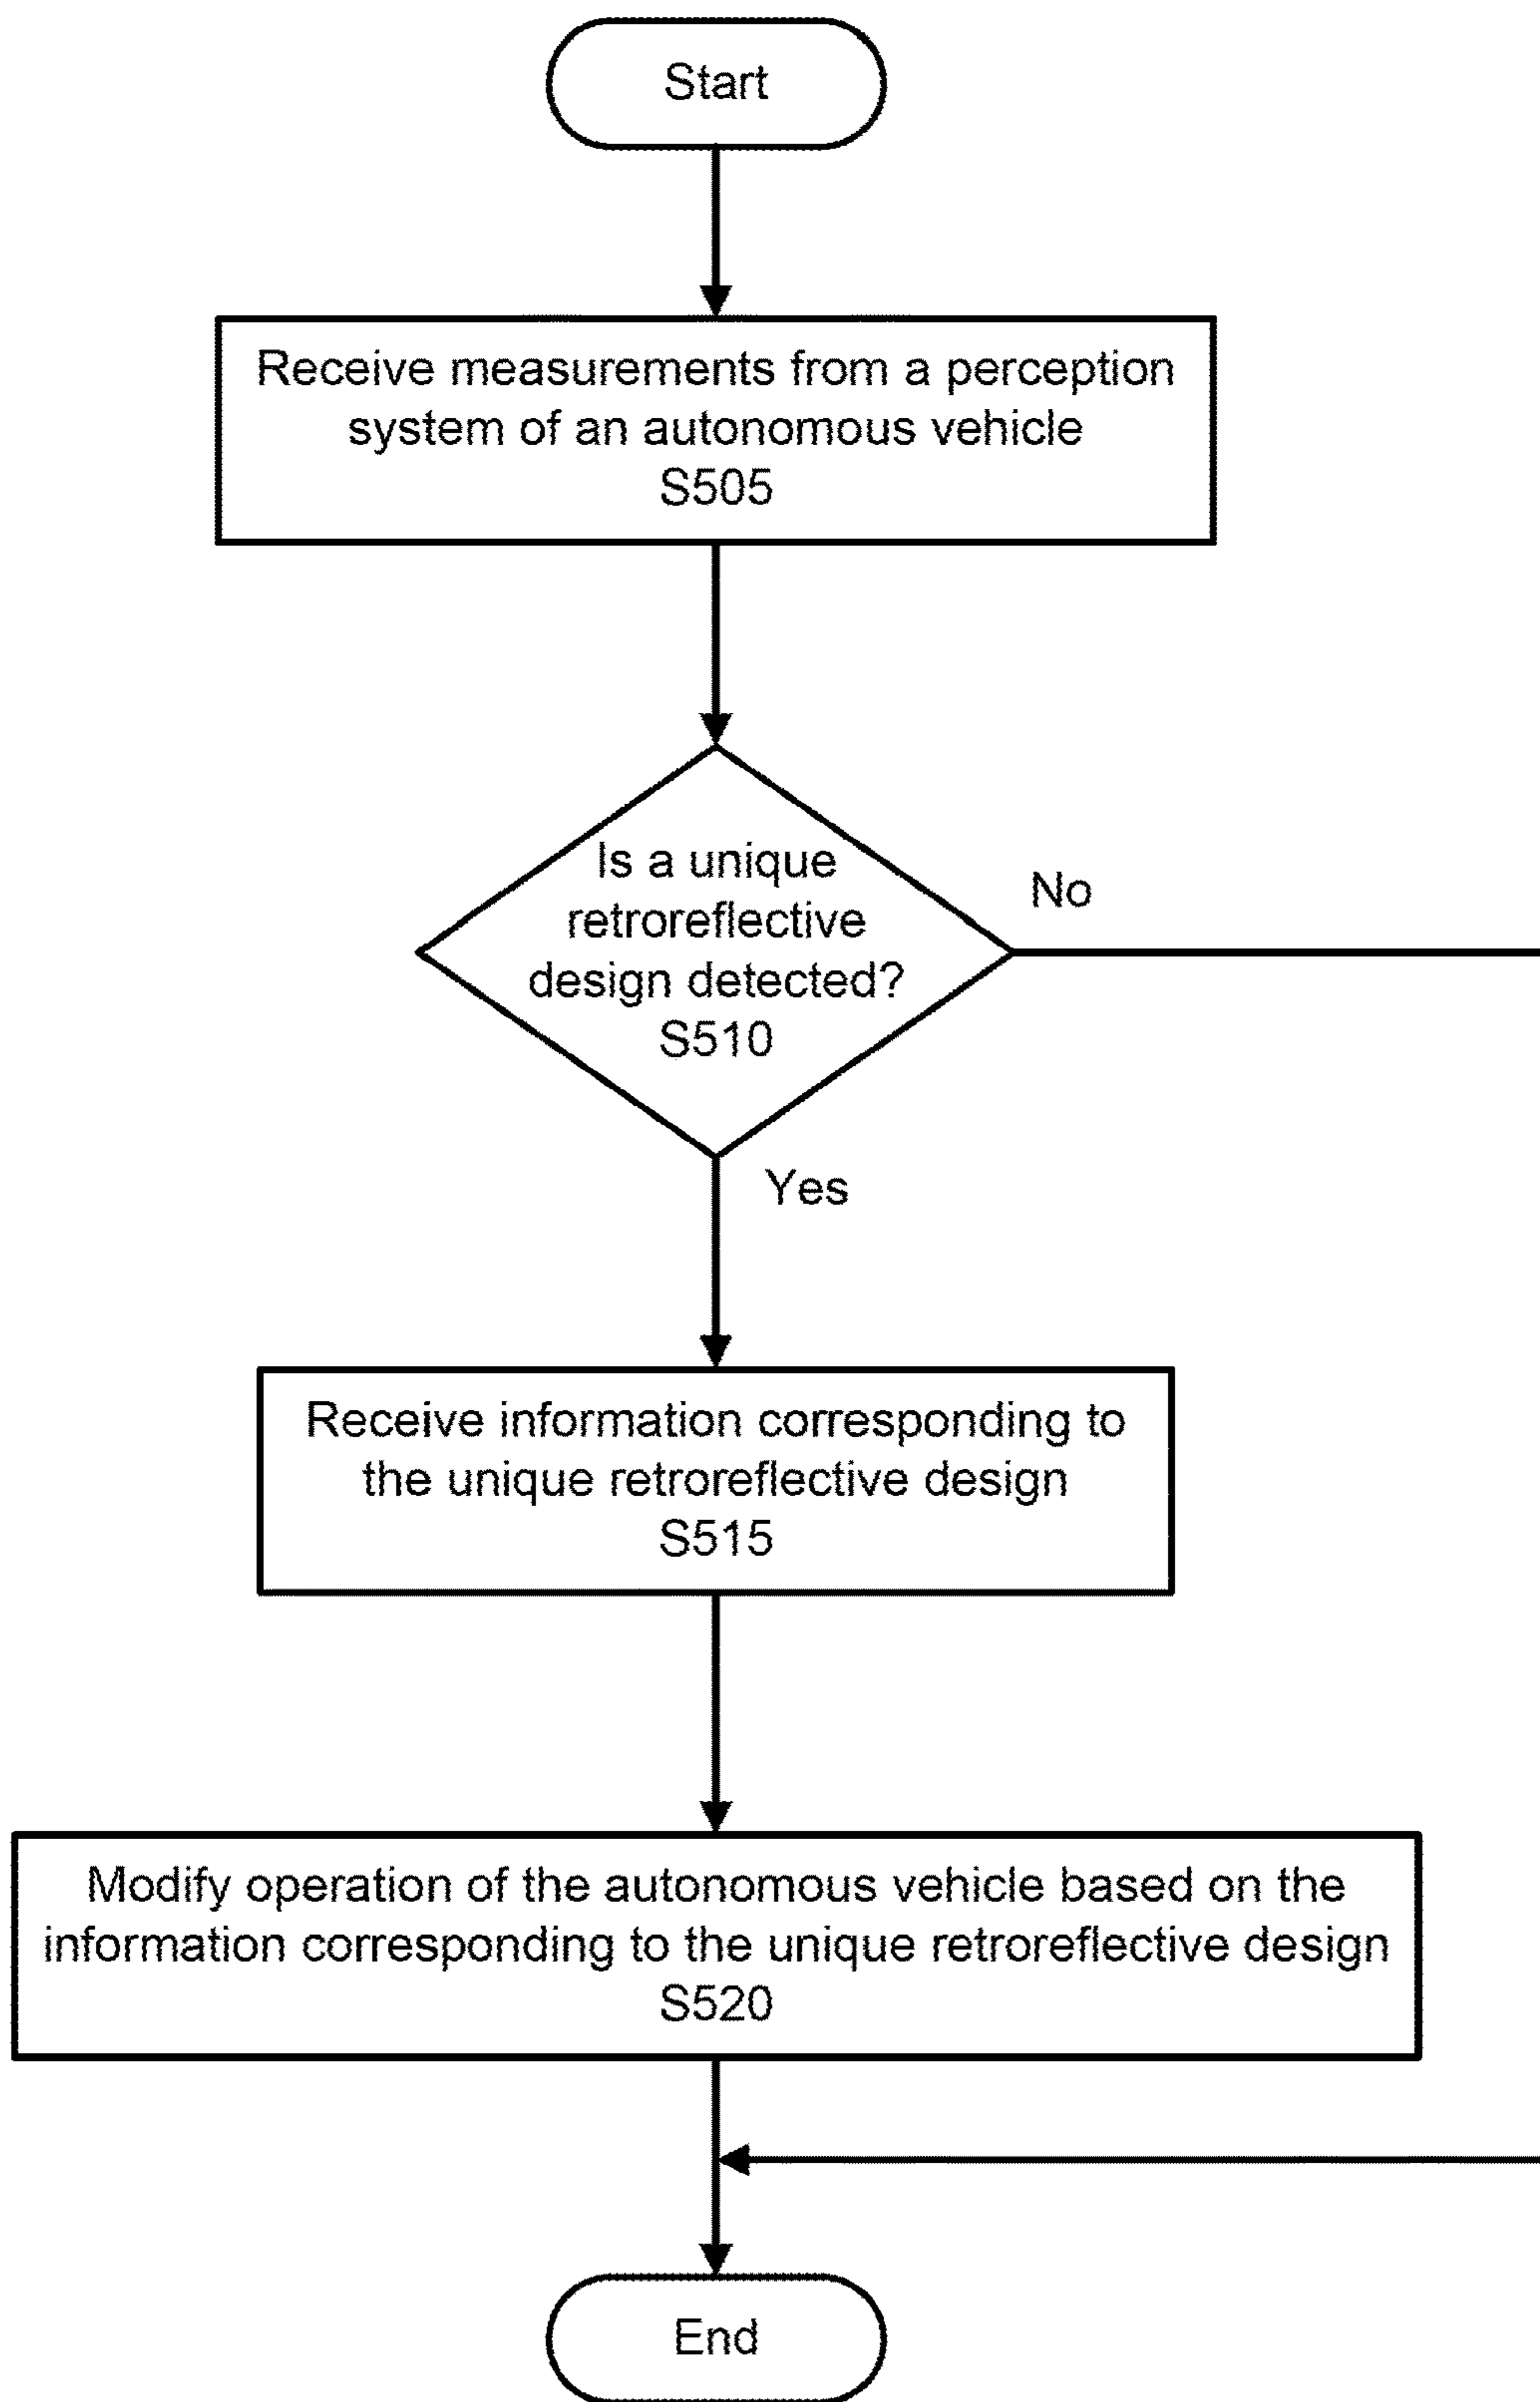 Start
Receive measurements from a perception
system of an autonomous vehicle
S505
Is a unique
retroreflective
design detected?
S510
No
Yes
Receive information corresponding to
the unique retroreflective design
S515
Modify operation of the autonomous vehicle based on the
information corresponding to the unique retroreflective design
S520
End